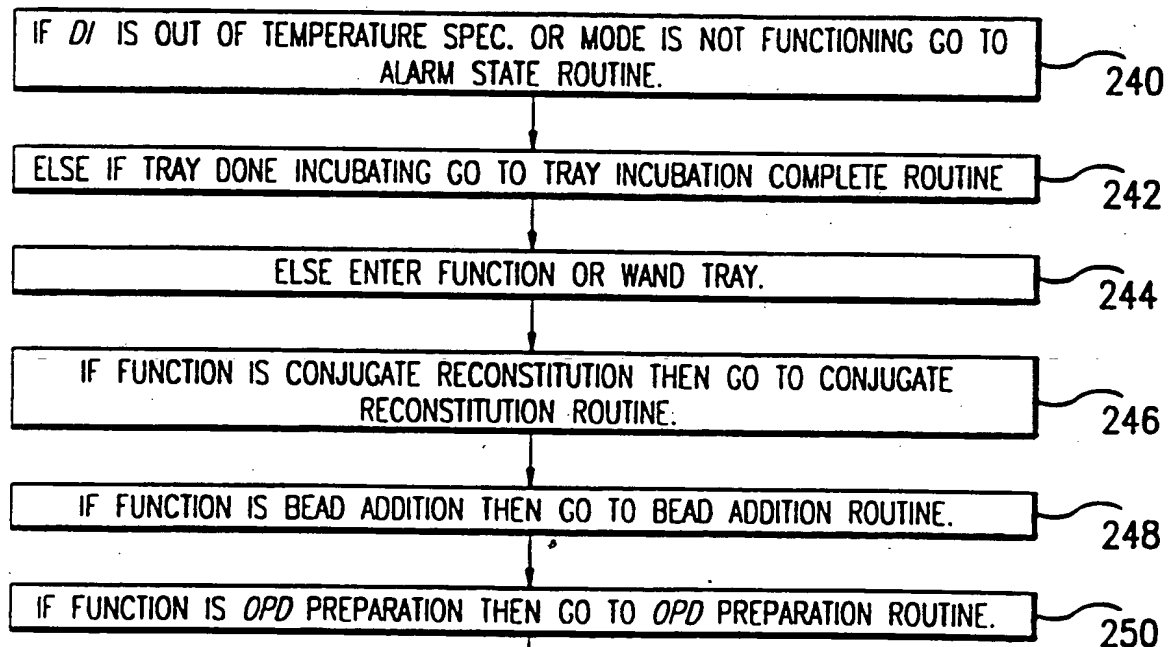 IF DI IS OUT OF TEMPERATURE SPEC. OR MODE IS NOT FUNCTIONING GO TO
ALARM STATE ROUTINE.
240
ELSE IF TRAY DONE INCUBATING GO TO TRAY INCUBATION COMPLETE ROUTINE
242
ELSE ENTER FUNCTION OR WAND TRAY.
244
IF FUNCTION IS CONJUGATE RECONSTITUTION THEN GO TO CONJUGATE
RECONSTITUTION ROUTINE.
246
IF FUNCTION IS BEAD ADDITION THEN GO TO BEAD ADDITION ROUTINE.
248
IF FUNCTION IS OPD PREPARATION THEN GO TO OPD PREPARATION ROUTINE.
250